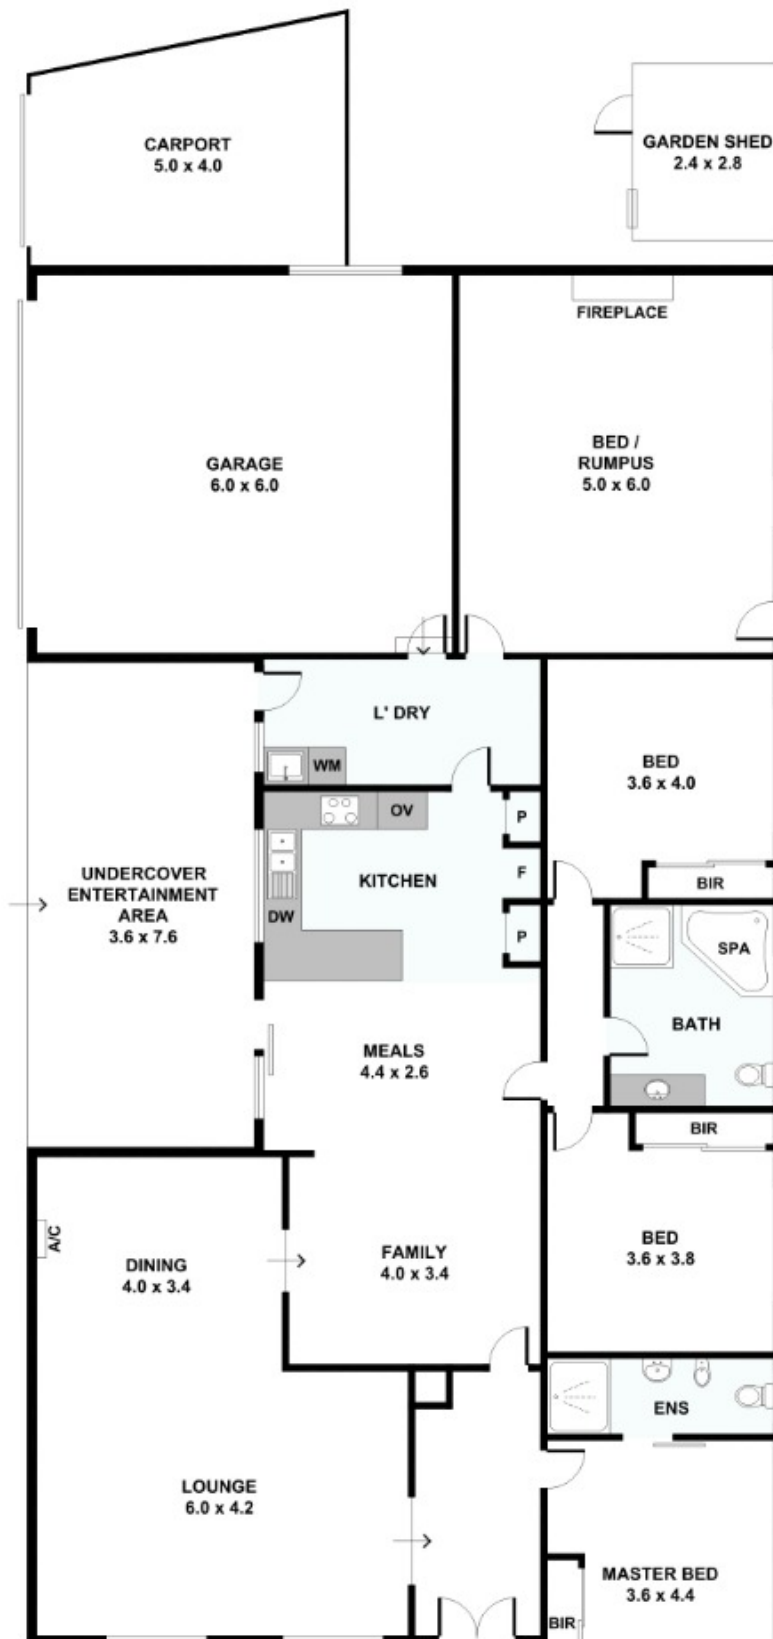 CARPORT
5.0 x 4.0
GARDEN SHED
2.4 x 2.8
FIREPLACE
GARAGE
6.0 x 6.0
BED /
RUMPUS
5.0 x 6.0
L' DRY
WM
BED
3.6 x 4.0
BIR
OV
P
KITCHEN
F
DW
P
UNDERCOVER
ENTERTAINMENT
AREA
3.6 x 7.6
SPA
BATH
MEALS
4.4 x 2.6
BIR
A/C
DINING
4.0 x 3.4
FAMILY
4.0 x 3.4
BED
3.6 x 3.8
ENS
LOUNGE
6.0 x 4.2
MASTER BED
3.6 x 4.4
BIR